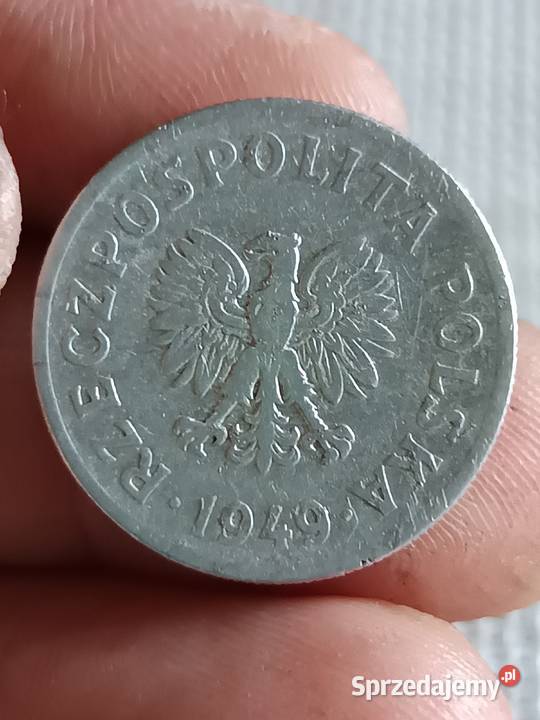 RZECZPOSPOLITA POLSKA
· 1949 ·
Sprzedajemy.pl